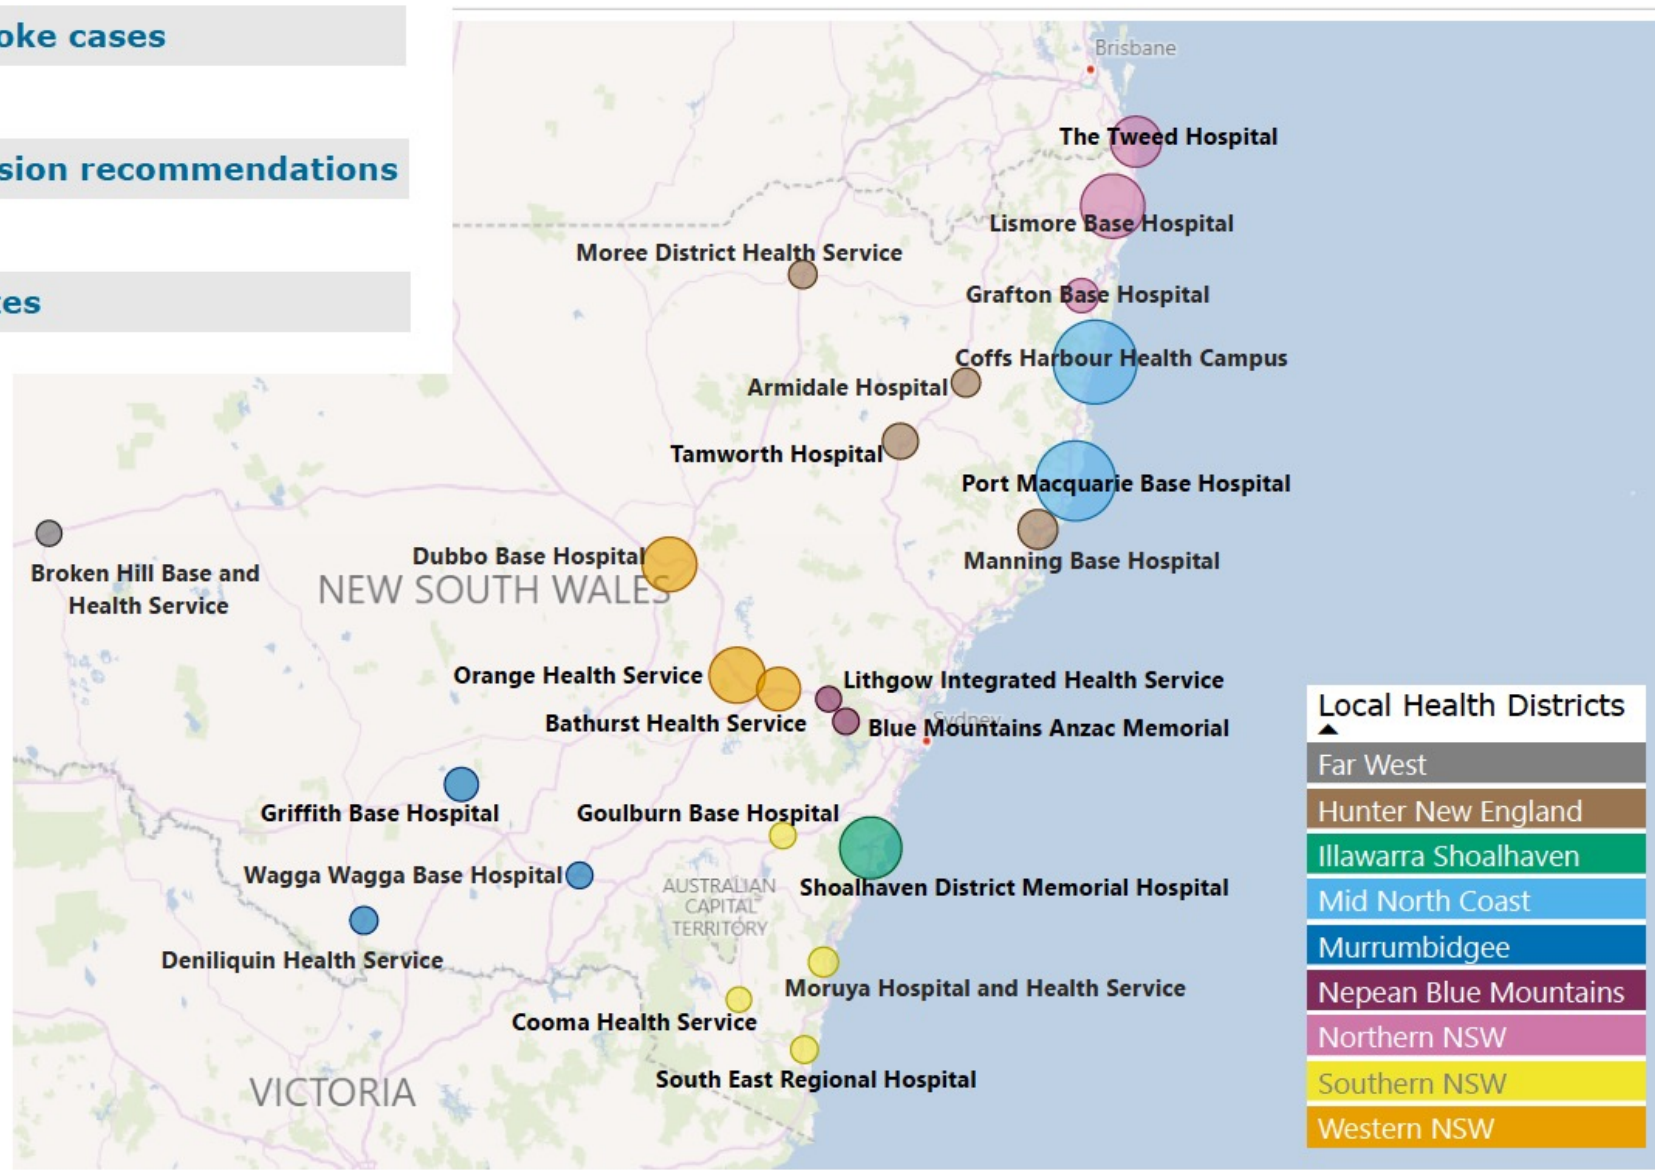 oke cases
sion recommendations
tes
Brisbane
The Tweed Hospital
Lismore Base Hospital
Moree District Health Service
Grafton Base Hospital
Coffs Harbour Health Campus
Armidale Hospital
Tamworth Hospital
Port Macquarie Base Hospital
Manning Base Hospital
Dubbo Base Hospital
NEW SOUTH WALES
Broken Hill Base and
Health Service
Orange Health Service
Lithgow Integrated Health Service
Bathurst Health Service
Sydney
Blue Mountains Anzac Memorial
Griffith Base Hospital
Goulburn Base Hospital
Wagga Wagga Base Hospital
AUSTRALIAN
CAPITAL
TERRITORY
Shoalhaven District Memorial Hospital
Deniliquin Health Service
Moruya Hospital and Health Service
Cooma Health Service
South East Regional Hospital
VICTORIA
Local Health Districts
Far West
Hunter New England
Illawarra Shoalhaven
Mid North Coast
Murrumbidgee
Nepean Blue Mountains
Northern NSW
Southern NSW
Western NSW